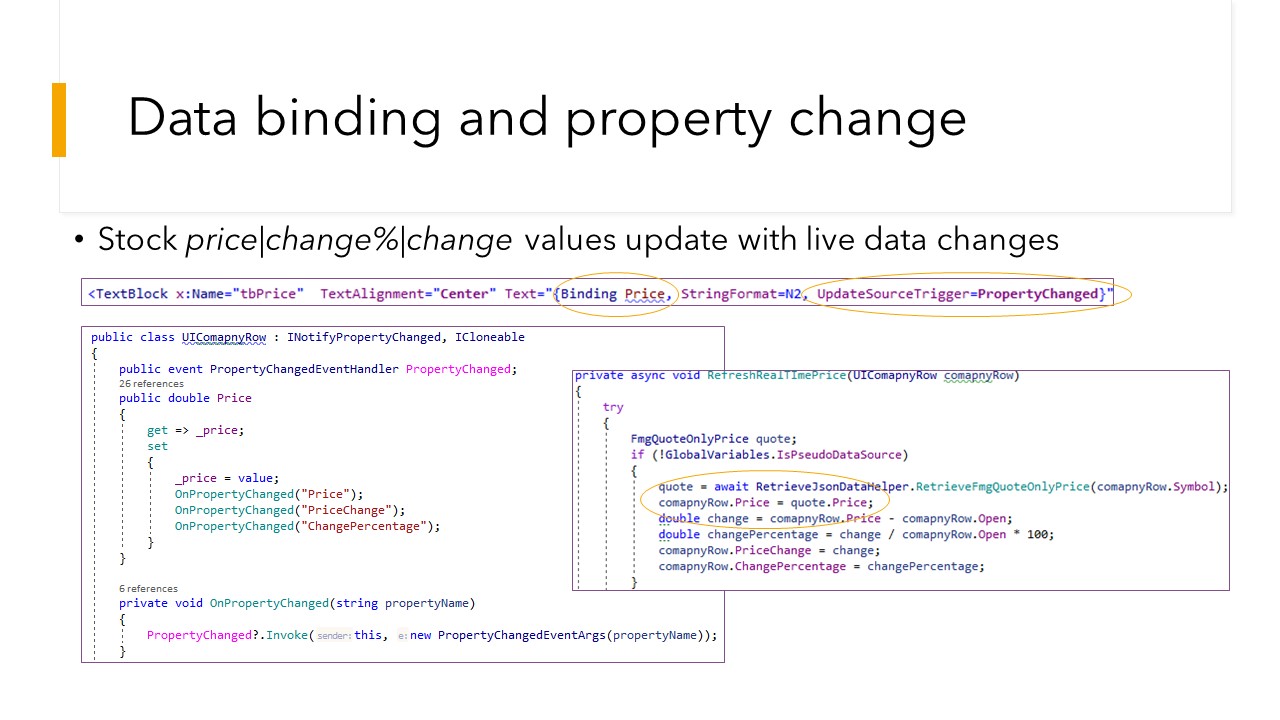 Data binding and property change
• Stock price|change%|change values update with live data changes
<TextBlock x:Name="tbPrice" TextAlignment="Center" Text="{Binding Price, StringFormat=N2, UpdateSourceTrigger=PropertyChanged}"
public class UIComapnyRow : INotifyPropertyChanged, ICloneable
{
public event PropertyChangedEventHandler PropertyChanged;
26 references
public double Price
{
get => _price;
set
{
_price = value;
OnPropertyChanged("Price");
OnPropertyChanged("PriceChange");
OnPropertyChanged("ChangePercentage");
}
}
6 references
private void OnPropertyChanged(string propertyName)
{
PropertyChanged?.Invoke(sender: this, e: new PropertyChangedEventArgs(propertyName));
}
private async void RefreshRealTImePrice(UIComapnyRow comapnyRow)
{
try
{
FmgQuoteOnlyPrice quote;
if (!GlobalVariables.IsPseudoDataSource)
{
quote = await RetrieveJsonDataHelper.RetrieveFmgQuoteOnlyPrice(comapnyRow.Symbol);
comapnyRow.Price = quote.Price;
double change = comapnyRow.Price - comapnyRow.Open;
double changePercentage = change / comapnyRow.Open * 100;
comapnyRow.PriceChange = change;
comapnyRow.ChangePercentage = changePercentage;
}